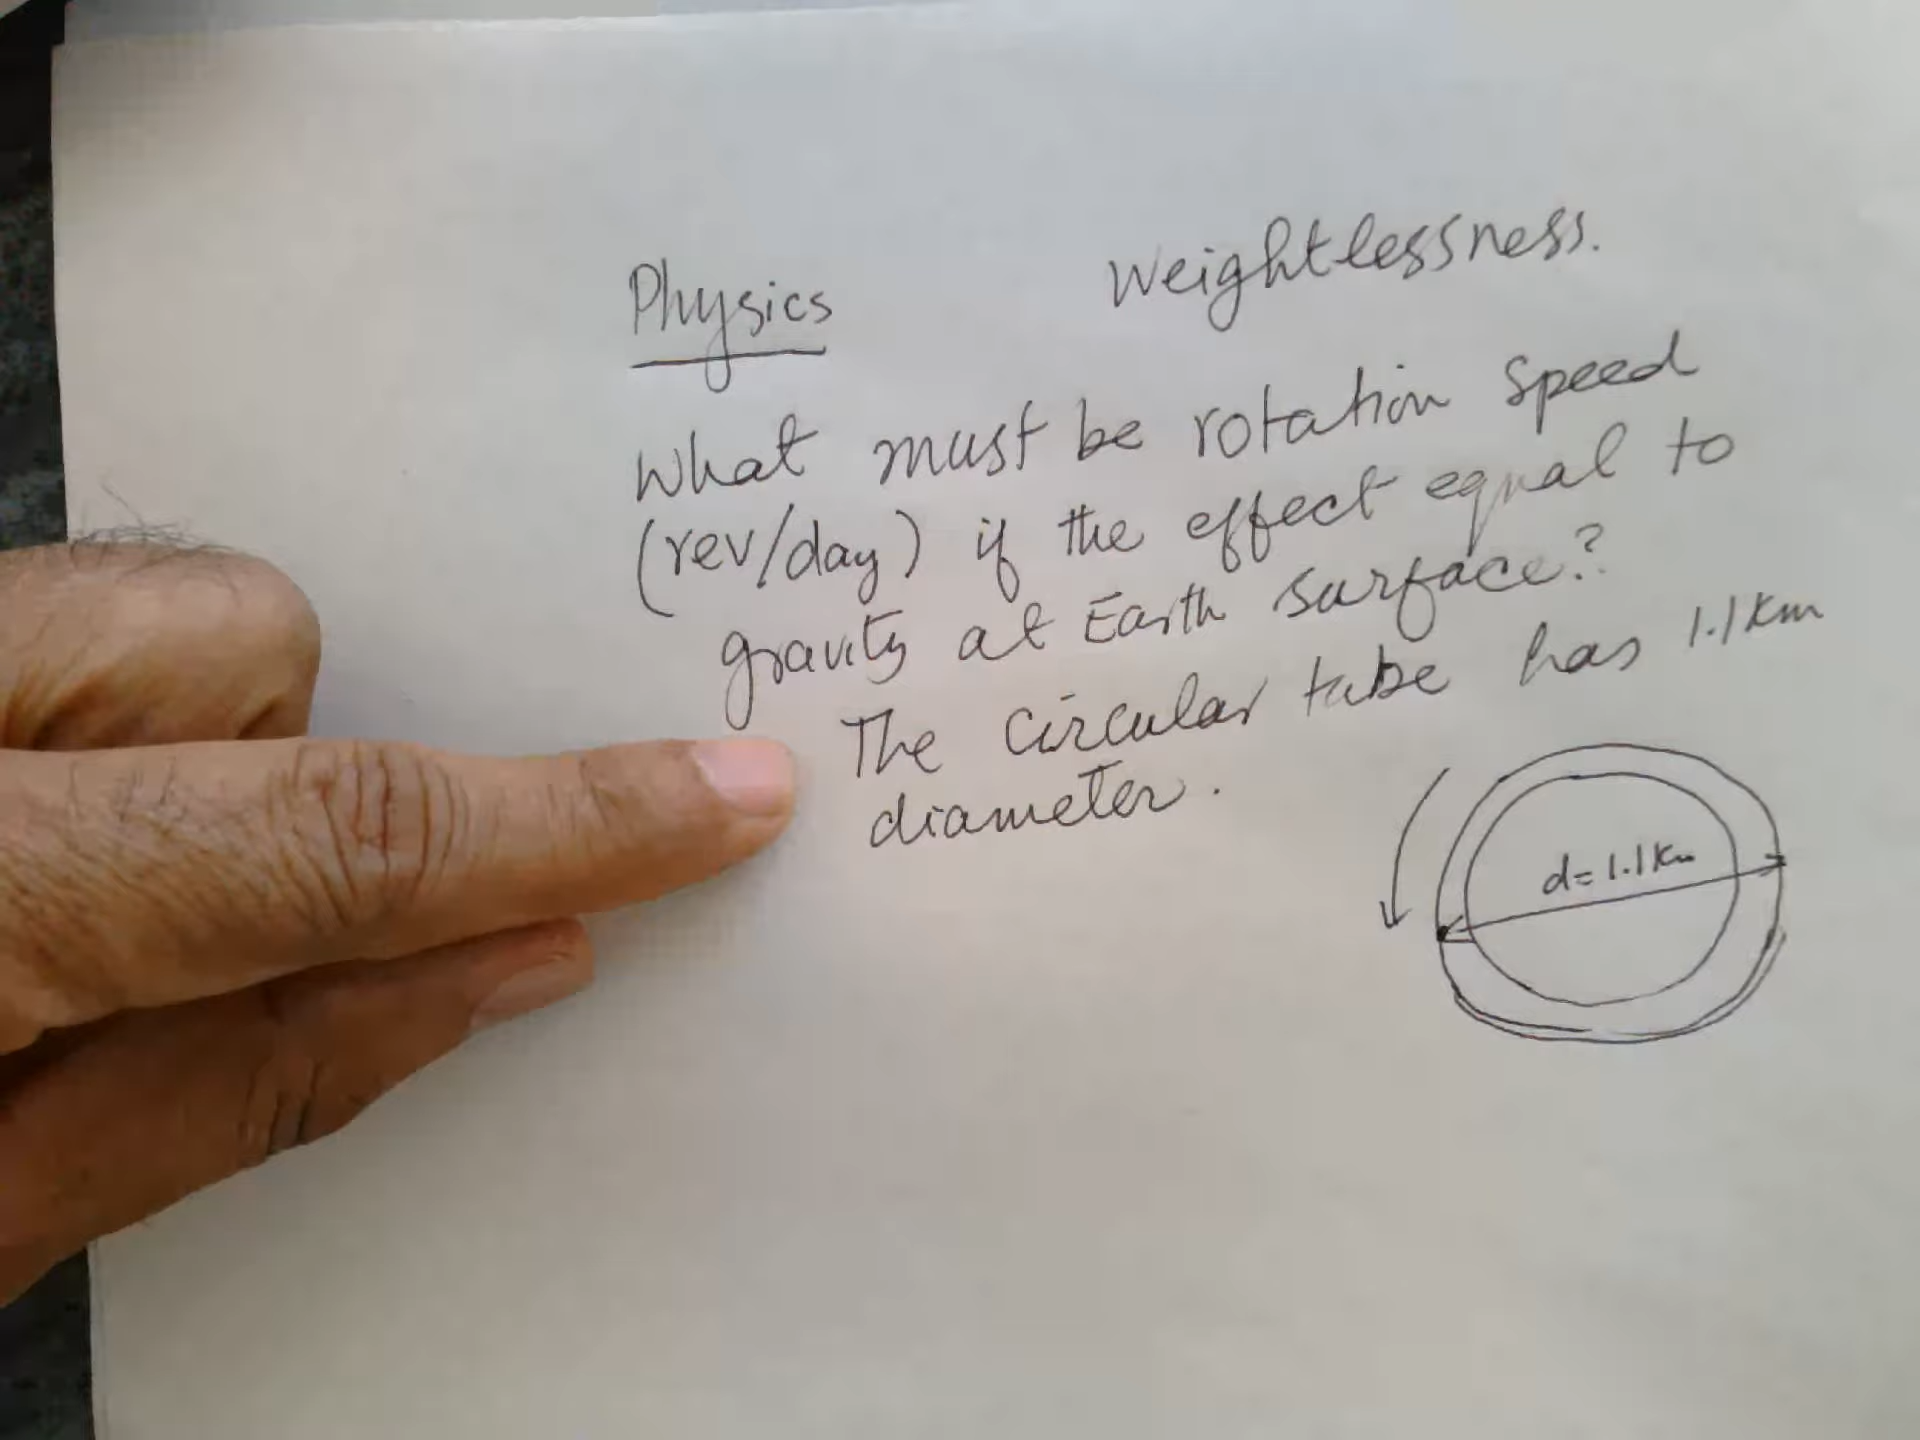 Physics
Weightlessness.
What must be rotation speed
(rev/day) if the effect equal to
gravity at Earth surface?
The circular tube has 1.1 Km
diameter.
d = 1.1 Km